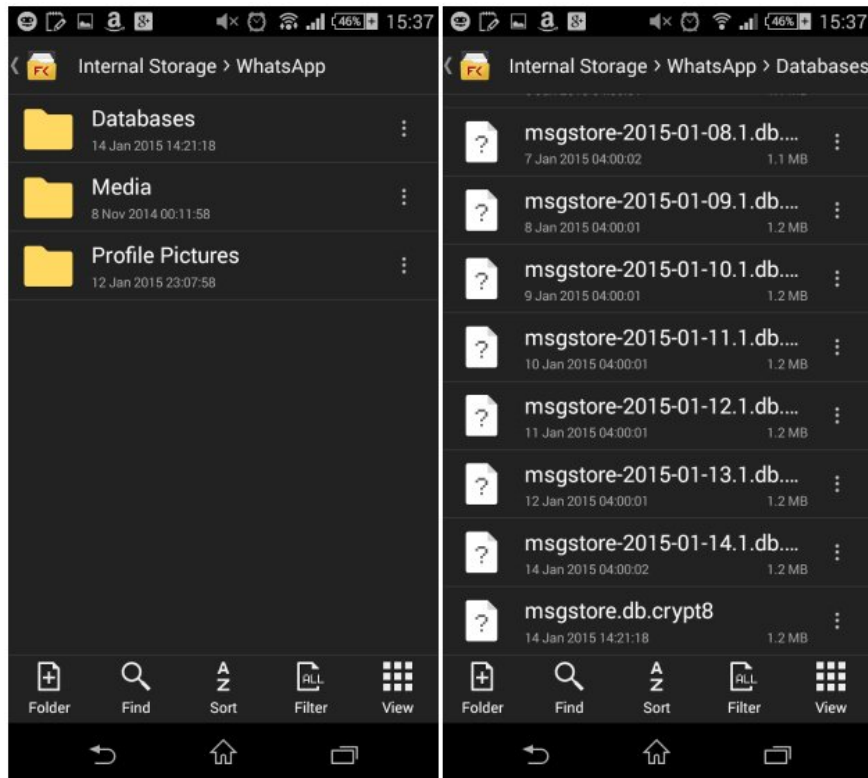 46%
15:37
FX
Internal Storage > WhatsApp
Databases
14 Jan 2015 14:21:18
Media
8 Nov 2014 00:11:58
Profile Pictures
12 Jan 2015 23:07:58
Folder
Find
A
Z
Sort
ALL
Filter
View
46%
15:37
FX
Internal Storage > WhatsApp > Databases
msgstore-2015-01-08.1.db....
7 Jan 2015 04:00:02 1.1 MB
msgstore-2015-01-09.1.db....
8 Jan 2015 04:00:01 1.2 MB
msgstore-2015-01-10.1.db....
9 Jan 2015 04:00:01 1.2 MB
msgstore-2015-01-11.1.db....
10 Jan 2015 04:00:01 1.2 MB
msgstore-2015-01-12.1.db....
11 Jan 2015 04:00:01 1.2 MB
msgstore-2015-01-13.1.db....
12 Jan 2015 04:00:01 1.2 MB
msgstore-2015-01-14.1.db....
14 Jan 2015 04:00:02 1.2 MB
msgstore.db.crypt8
14 Jan 2015 14:21:18 1.2 MB
Folder
Find
A
Z
Sort
ALL
Filter
View